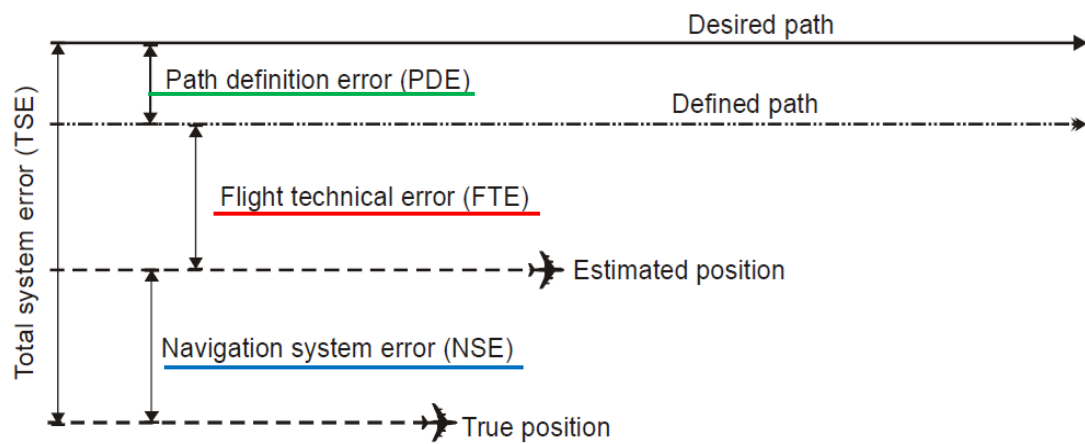 Desired path
Path definition error (PDE)
Defined path
Total system error (TSE)
Flight technical error (FTE)
Estimated position
Navigation system error (NSE)
True position